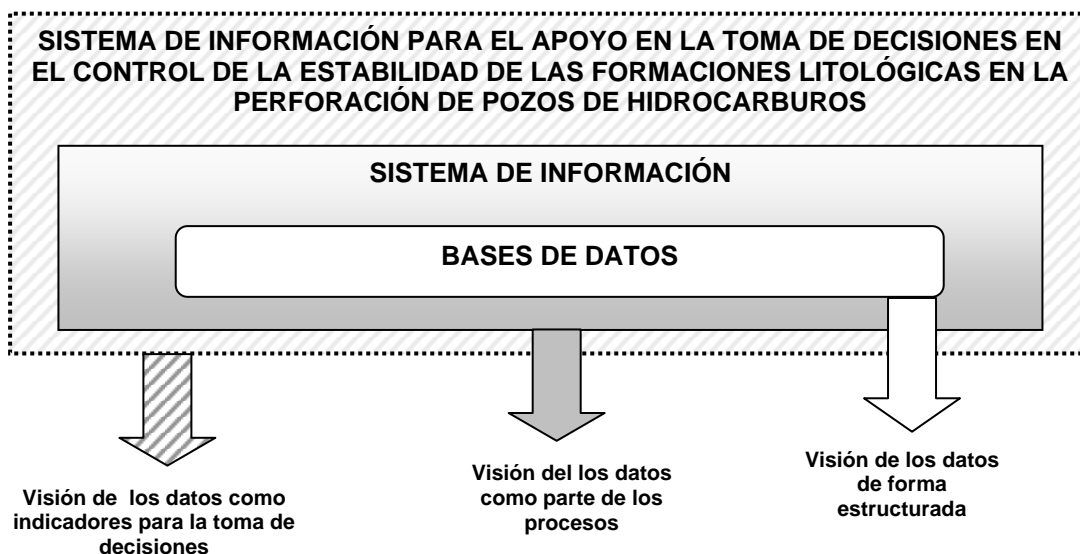 SISTEMA DE INFORMACIÓN PARA EL APOYO EN LA TOMA DE DECISIONES EN
EL CONTROL DE LA ESTABILIDAD DE LAS FORMACIONES LITOLÓGICAS EN LA
PERFORACIÓN DE POZOS DE HIDROCARBUROS
SISTEMA DE INFORMACIÓN
BASES DE DATOS
Visión de los datos como
indicadores para la toma de
decisiones
Visión del los datos
como parte de los
procesos
Visión de los datos
de forma
estructurada